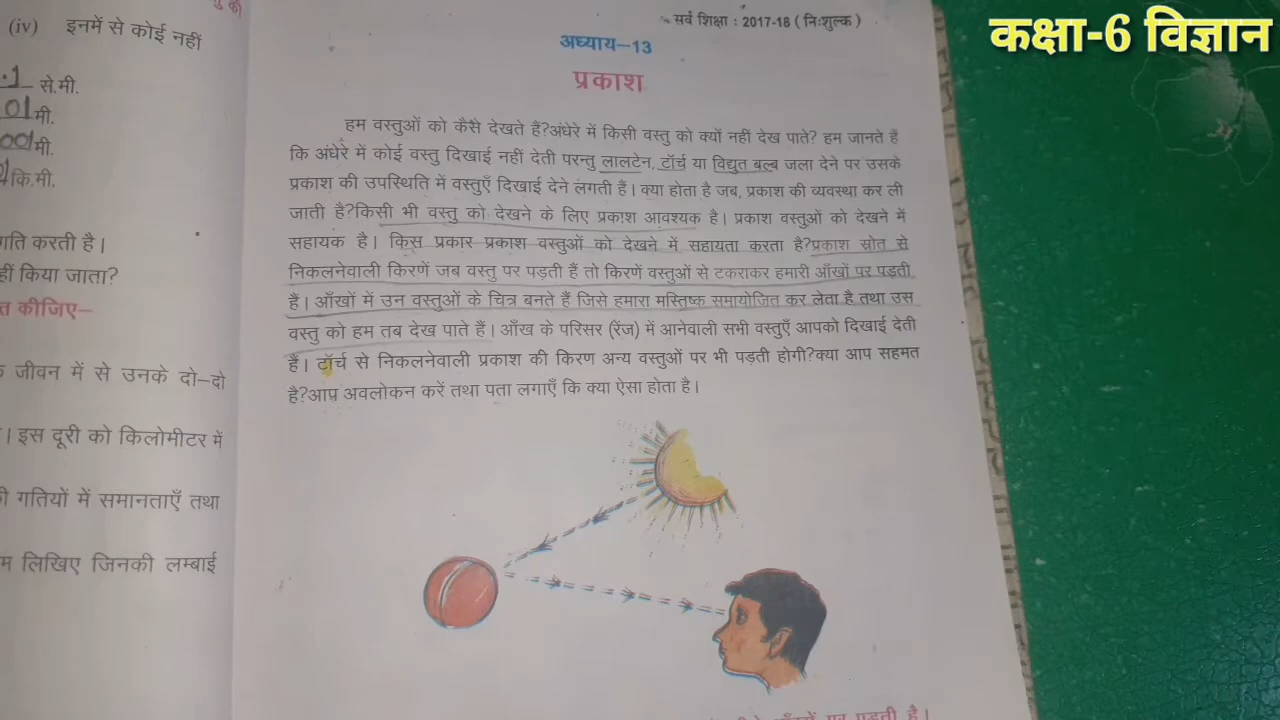 कक्षा-6 विज्ञान
(iv) इनमें से कोई नहीं
से.मी.
मी.
मी.
कि.मी.
गति करती है।
हीं किया जाता?
त कीजिए–
जीवन में से उनके दो–दो
। इस दूरी को किलोमीटर में
गतियों में समानताएँ तथा
म लिखिए जिनकी लम्बाई
सर्व शिक्षा : 2017-18 (निःशुल्क)
अध्याय–13
प्रकाश
हम वस्तुओं को कैसे देखते हैं?अंधेरे में किसी वस्तु को क्यों नहीं देख पाते? हम जानते हैं
कि अंधेरे में कोई वस्तु दिखाई नहीं देती परन्तु लालटेन, टॉर्च या विद्युत बल्ब जला देने पर उसके
प्रकाश की उपस्थिति में वस्तुएँ दिखाई देने लगती हैं। क्या होता है जब, प्रकाश की व्यवस्था कर ली
जाती है?किसी भी वस्तु को देखने के लिए प्रकाश आवश्यक है। प्रकाश वस्तुओं को देखने में
सहायक है। किस प्रकार प्रकाश वस्तुओं को देखने में सहायता करता है?प्रकाश स्रोत से
निकलनेवाली किरणें जब वस्तु पर पड़ती हैं तो किरणें वस्तुओं से टकराकर हमारी आँखों पर पड़ती
हैं। आँखों में उन वस्तुओं के चित्र बनते हैं जिसे हमारा मस्तिष्क समायोजित कर लेता है तथा उस
वस्तु को हम तब देख पाते हैं। आँख के परिसर (रेंज) में आनेवाली सभी वस्तुएँ आपको दिखाई देती
हैं। टॉर्च से निकलनेवाली प्रकाश की किरण अन्य वस्तुओं पर भी पड़ती होगी?क्या आप सहमत
है?आप अवलोकन करें तथा पता लगाएँ कि क्या ऐसा होता है।
पड़ती है।